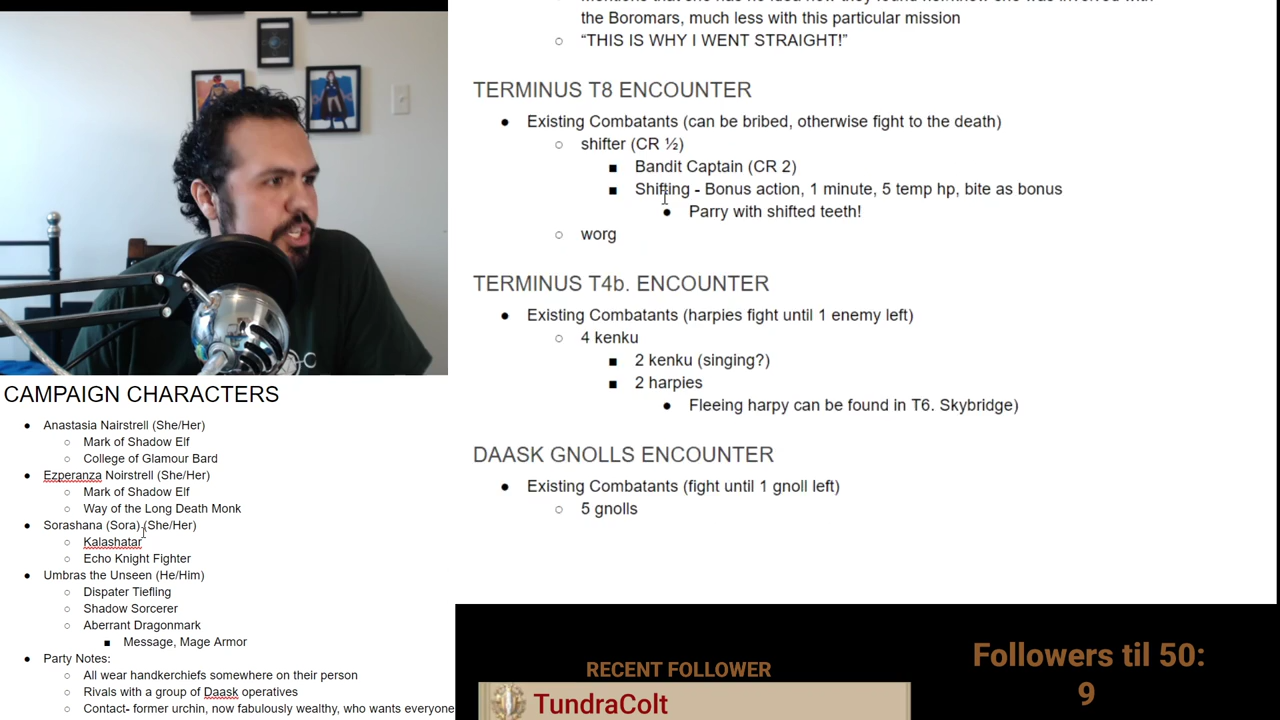 the Boromars, much less with this particular mission
○ “THIS IS WHY I WENT STRAIGHT!”
TERMINUS T8 ENCOUNTER
● Existing Combatants (can be bribed, otherwise fight to the death)
○ shifter (CR ½)
■ Bandit Captain (CR 2)
■ Shifting - Bonus action, 1 minute, 5 temp hp, bite as bonus
● Parry with shifted teeth!
○ worg
TERMINUS T4b. ENCOUNTER
● Existing Combatants (harpies fight until 1 enemy left)
○ 4 kenku
■ 2 kenku (singing?)
■ 2 harpies
● Fleeing harpy can be found in T6. Skybridge)
DAASK GNOLLS ENCOUNTER
● Existing Combatants (fight until 1 gnoll left)
○ 5 gnolls
CAMPAIGN CHARACTERS
● Anastasia Nairstrell (She/Her)
○ Mark of Shadow Elf
○ College of Glamour Bard
● Ezperanza Noirstrell (She/Her)
○ Mark of Shadow Elf
○ Way of the Long Death Monk
● Sorashana (Sora) (She/Her)
○ Kalashatar
○ Echo Knight Fighter
● Umbras the Unseen (He/Him)
○ Dispater Tiefling
○ Shadow Sorcerer
○ Aberrant Dragonmark
■ Message, Mage Armor
● Party Notes:
○ All wear handkerchiefs somewhere on their person
○ Rivals with a group of Daask operatives
○ Contact- former urchin, now fabulously wealthy, who wants everyone
RECENT FOLLOWER
TundraColt
Followers til 50:
9